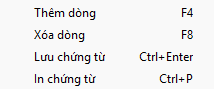 Thêm dòng F4
Xóa dòng F8
Lưu chứng từ Ctrl+Enter
In chứng từ Ctrl+P